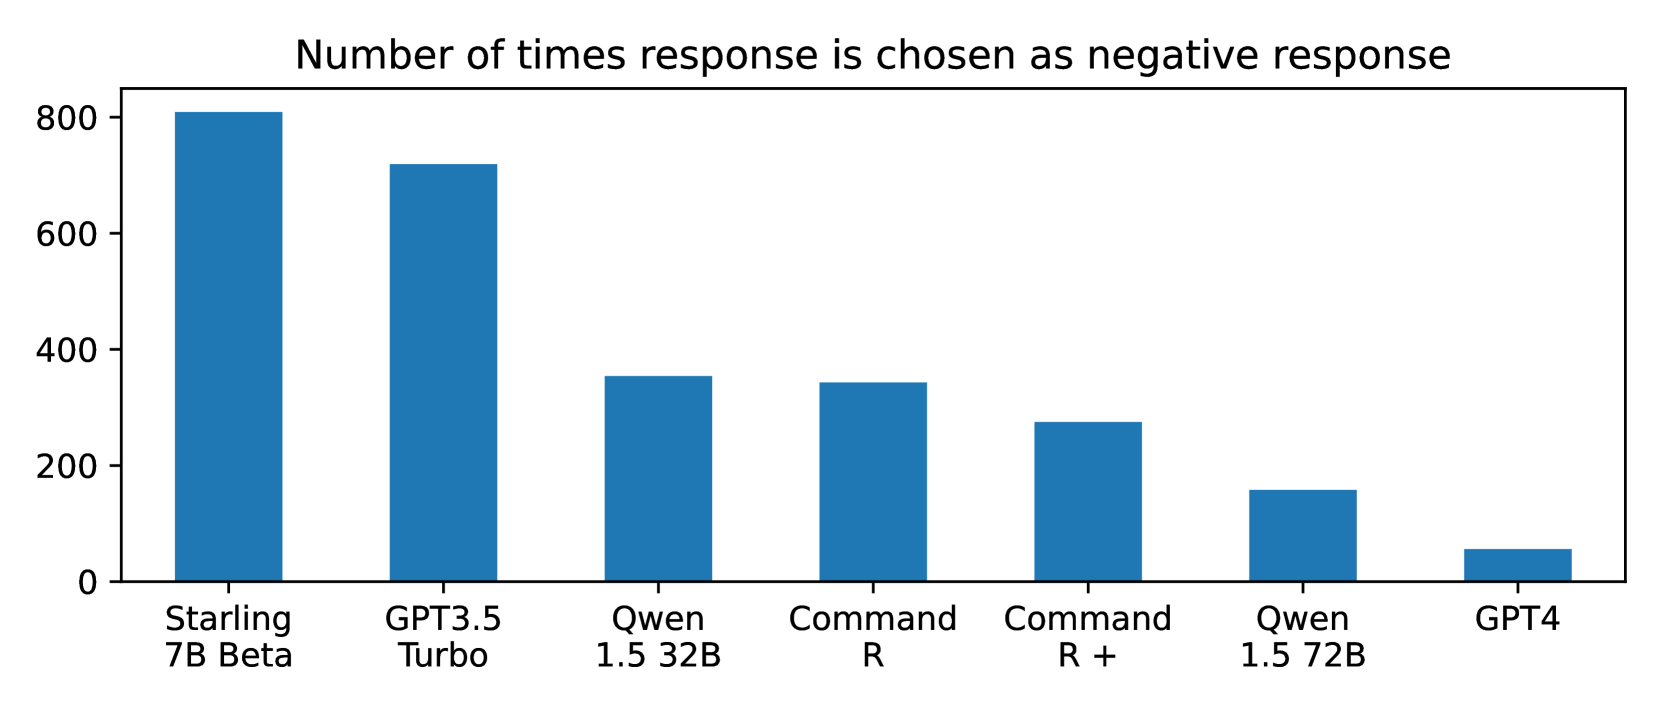 Number of times response is chosen as negative response
800
600
400
200
0
Starling
7B Beta
GPT3.5
Turbo
Qwen
1.5 32B
Command
R
Command
R +
Qwen
1.5 72B
GPT4